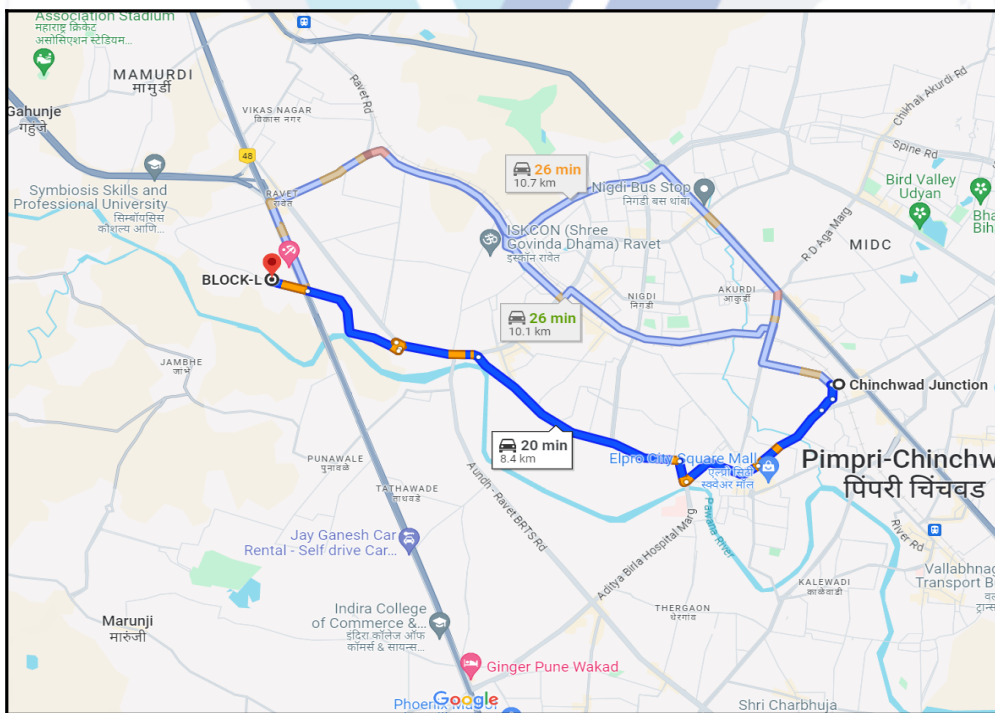 Association Stadium
महाराष्ट्र क्रिकेट
असोसिएशन स्टेडियम...
MAMURDI
मामुर्डी
Gahunje
गहुंजे
VIKAS NAGAR
विकास नगर
Ravet Rd
48
Symbiosis Skills and
Professional University
सिम्बॉयसिस
कौशल्य आणि...
RAVET
रावेत
26 min
10.7 km
Nigdi Bus Stop
निगडी बस थांबा
Chikhali Akurdi Rd
Spine Rd
Bird Valley
Udyan
MIDC
R D Aga Marg
ISKCON (Shree
Govinda Dhama) Ravet
इस्कॉन रावेत
BLOCK-L
NIGDI
निगडी
AKURDI
आकुर्डी
26 min
10.1 km
JAMBHE
जांभे
Chinchwad Junction
20 min
8.4 km
Elpro City Square Mall
एल्प्रो सिटी
स्क्वेअर मॉल
Pimpri-Chinchw
पिंपरी चिंचवड
PUNAWALE
पुनावळे
TATHAWADE
ताथवडे
Aundh - Ravet BRTS Rd
Pawana River
River Rd
Jay Ganesh Car
Rental - Self drive Car...
Aditya Birla Hospital Marg
Vallabhnag
Transport B
KALEWADI
काळेवाडी
Indira College
of Commerce &...
इंदिरा कॉलेज ऑफ
कॉमर्स & सायन्स...
THERGAON
थेरगाव
Marunji
मारुंजी
Ginger Pune Wakad
Google
Shri Charbhuja